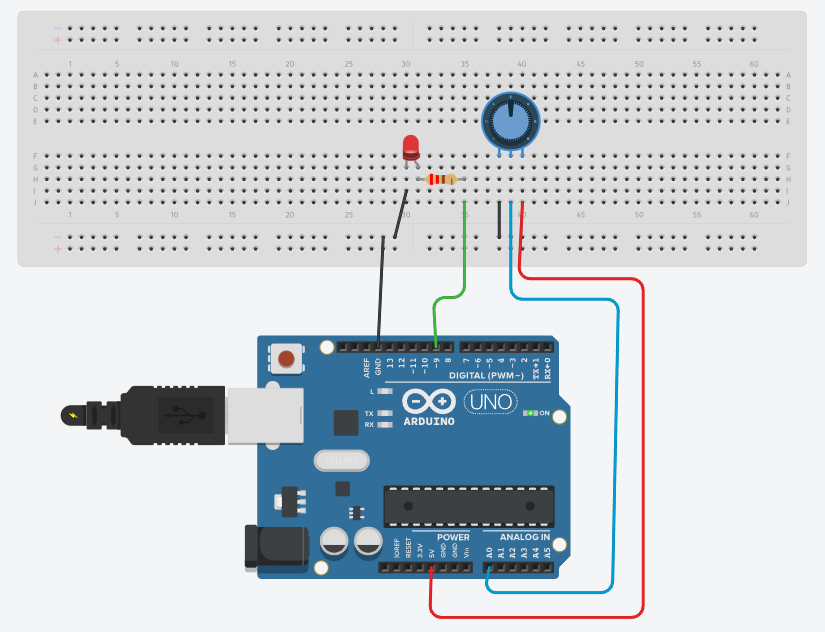 − −
+ +
1 5 10 15 20 25 30 35 40 45 50 55 60
A A
B B
C C
D D
E E
F F
G G
H H
I I
J J
1 5 10 15 20 25 30 40 45 50 55 60
− −
+ +
AREF GND 13 12 ~11 ~10 ~9 8 7 ~6 ~5 4 ~3 2 TX→1 RX←0
DIGITAL (PWM~)
L
TX
RX
ARDUINO
UNO
ON
POWER ANALOG IN
IOREF RESET 3.3V 5V GND GND Vin A0 A1 A2 A3 A4 A5